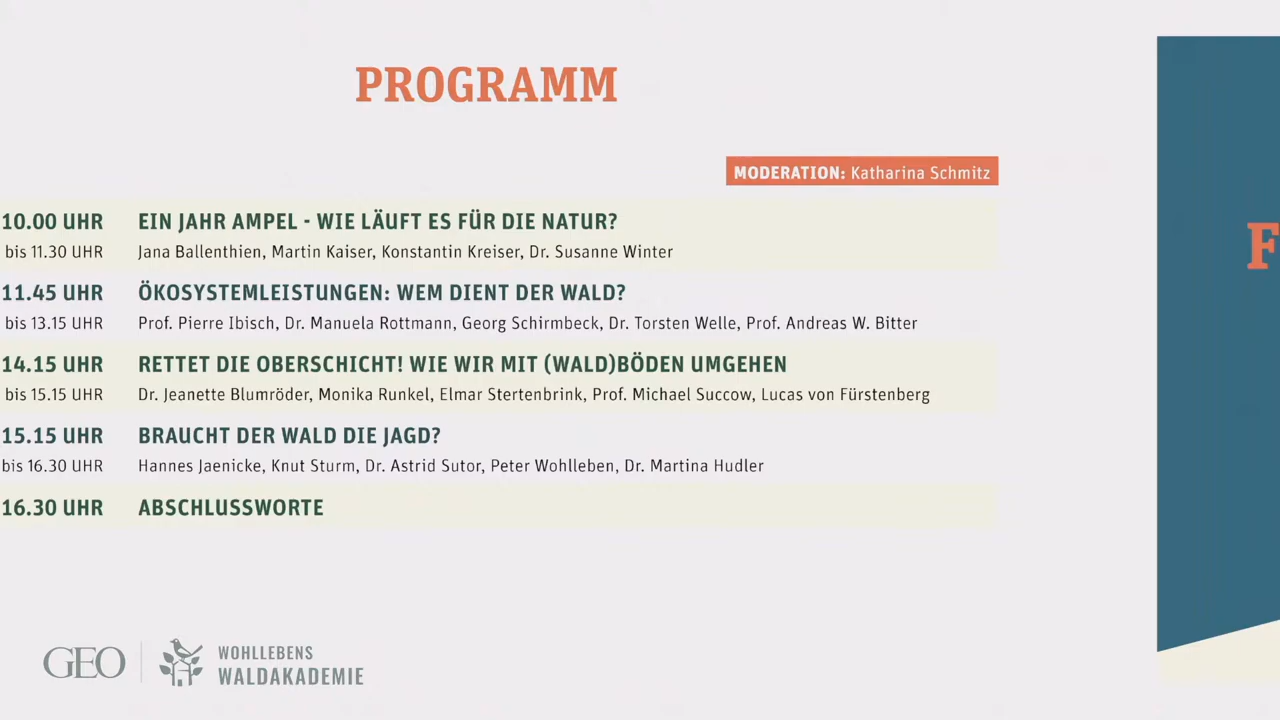 PROGRAMM
MODERATION: Katharina Schmitz
10.00 UHR EIN JAHR AMPEL - WIE LÄUFT ES FÜR DIE NATUR?
bis 11.30 UHR Jana Ballenthien, Martin Kaiser, Konstantin Kreiser, Dr. Susanne Winter
11.45 UHR ÖKOSYSTEMLEISTUNGEN: WEM DIENT DER WALD?
bis 13.15 UHR Prof. Pierre Ibisch, Dr. Manuela Rottmann, Georg Schirmbeck, Dr. Torsten Welle, Prof. Andreas W. Bitter
14.15 UHR RETTET DIE OBERSCHICHT! WIE WIR MIT (WALD)BÖDEN UMGEHEN
bis 15.15 UHR Dr. Jeanette Blumröder, Monika Runkel, Elmar Stertenbrink, Prof. Michael Succow, Lucas von Fürstenberg
15.15 UHR BRAUCHT DER WALD DIE JAGD?
bis 16.30 UHR Hannes Jaenicke, Knut Sturm, Dr. Astrid Sutor, Peter Wohlleben, Dr. Martina Hudler
16.30 UHR ABSCHLUSSWORTE
GEO WOHLLEBENS
WALDAKADEMIE